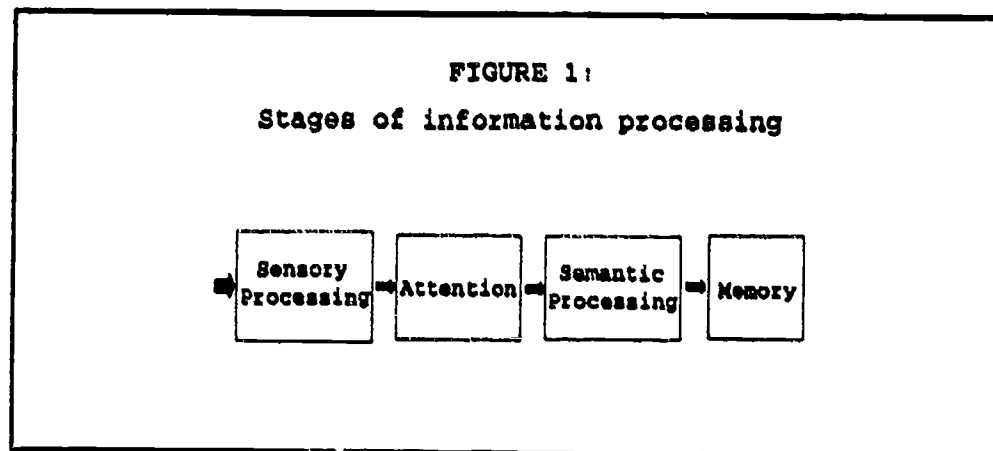 FIGURE 1:
Stages of information processing
Sensory
Processing
Attention
Semantic
Processing
Memory